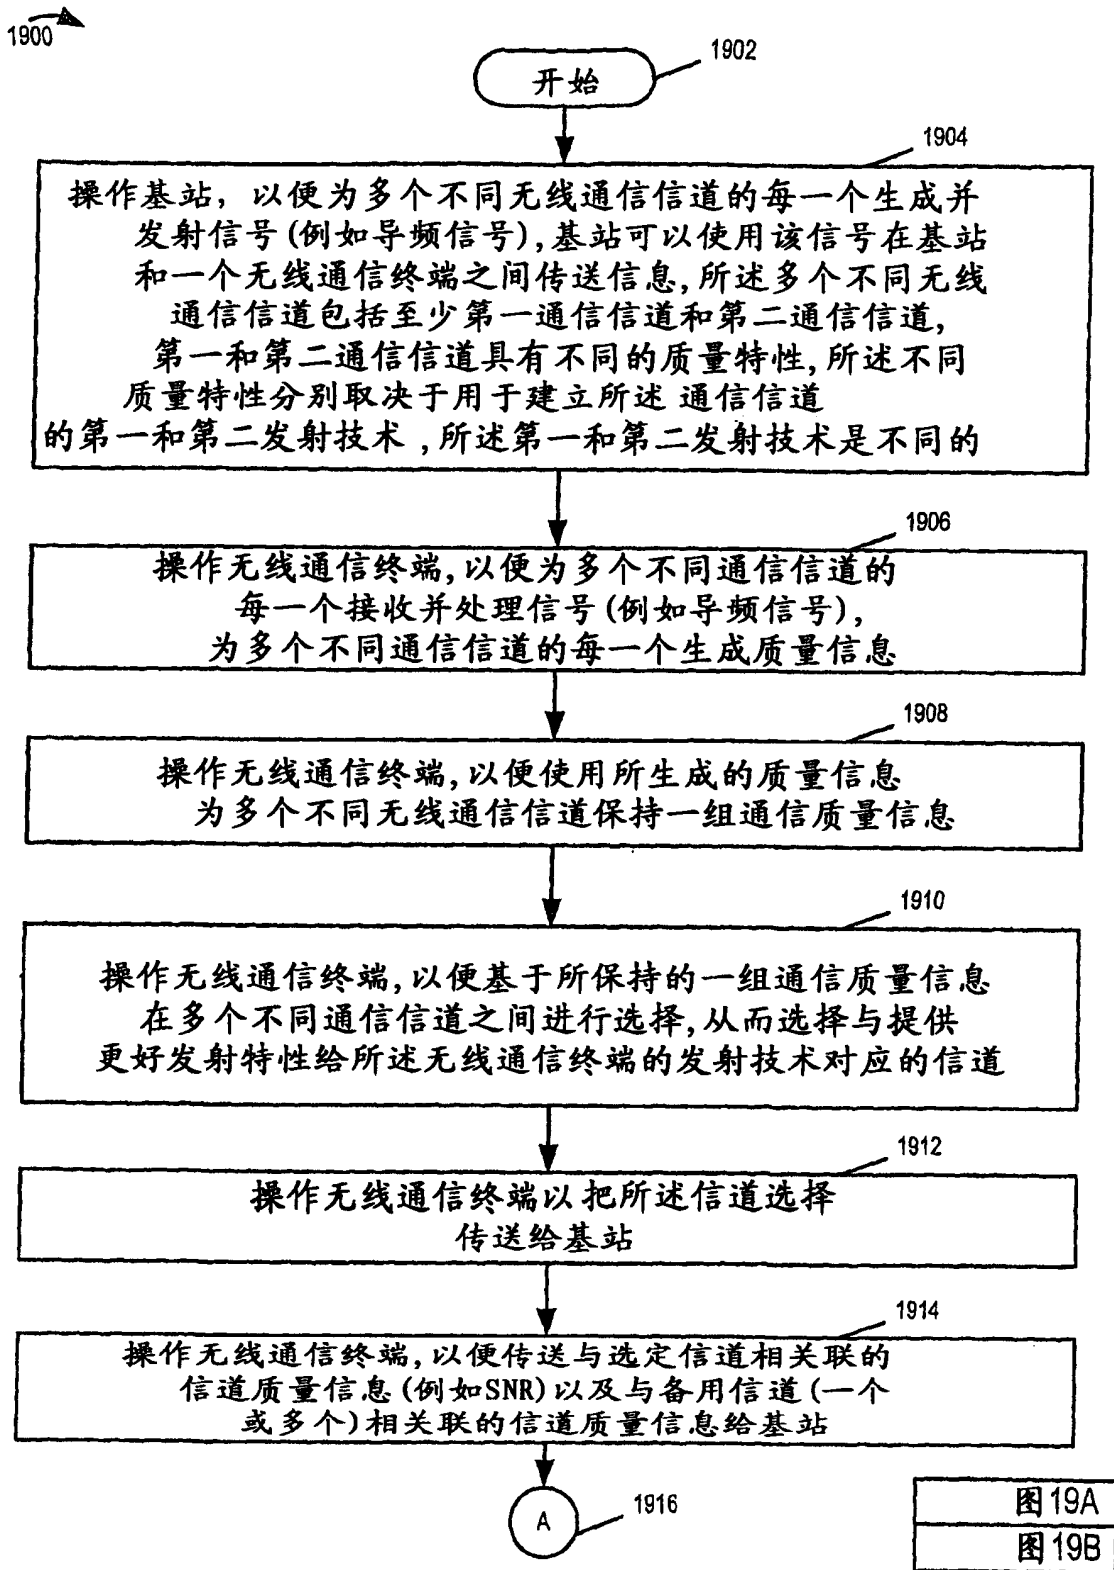 1900
1902
开始
1904
操作基站，以便为多个不同无线通信信道的每一个生成并
发射信号(例如导频信号),基站可以使用该信号在基站
和一个无线通信终端之间传送信息,所述多个不同无线
通信信道包括至少第一通信信道和第二通信信道,
第一和第二通信信道具有不同的质量特性,所述不同
质量特性分别取决于用于建立所述 通信信道
的第一和第二发射技术,所述第一和第二发射技术是不同的
1906
操作无线通信终端,以便为多个不同通信信道的
每一个接收并处理信号(例如导频信号),
为多个不同通信信道的每一个生成质量信息
1908
操作无线通信终端,以便使用所生成的质量信息
为多个不同无线通信信道保持一组通信质量信息
1910
操作无线通信终端,以便基于所保持的一组通信质量信息
在多个不同通信信道之间进行选择,从而选择与提供
更好发射特性给所述无线通信终端的发射技术对应的信道
1912
操作无线通信终端以把所述信道选择
传送给基站
1914
操作无线通信终端,以便传送与选定信道相关联的
信道质量信息(例如SNR)以及与备用信道(一个
或多个)相关联的信道质量信息给基站
A
1916
图19A
图19B